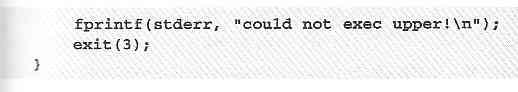 fprintf(stderr, "could not exec upper!\n");
exit(3);
}